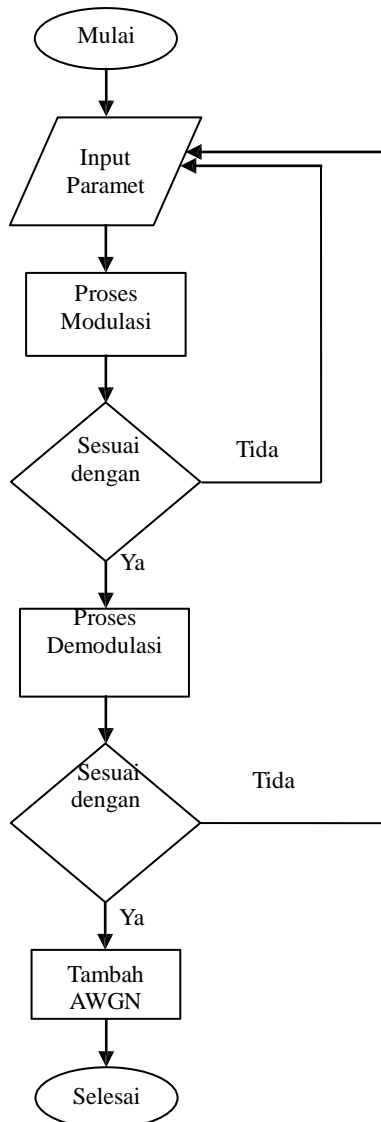 Mulai
Input
Paramet
Proses
Modulasi
Sesuai
dengan
Tida
Ya
Proses
Demodulasi
Sesuai
dengan
Tida
Ya
Tambah
AWGN
Selesai